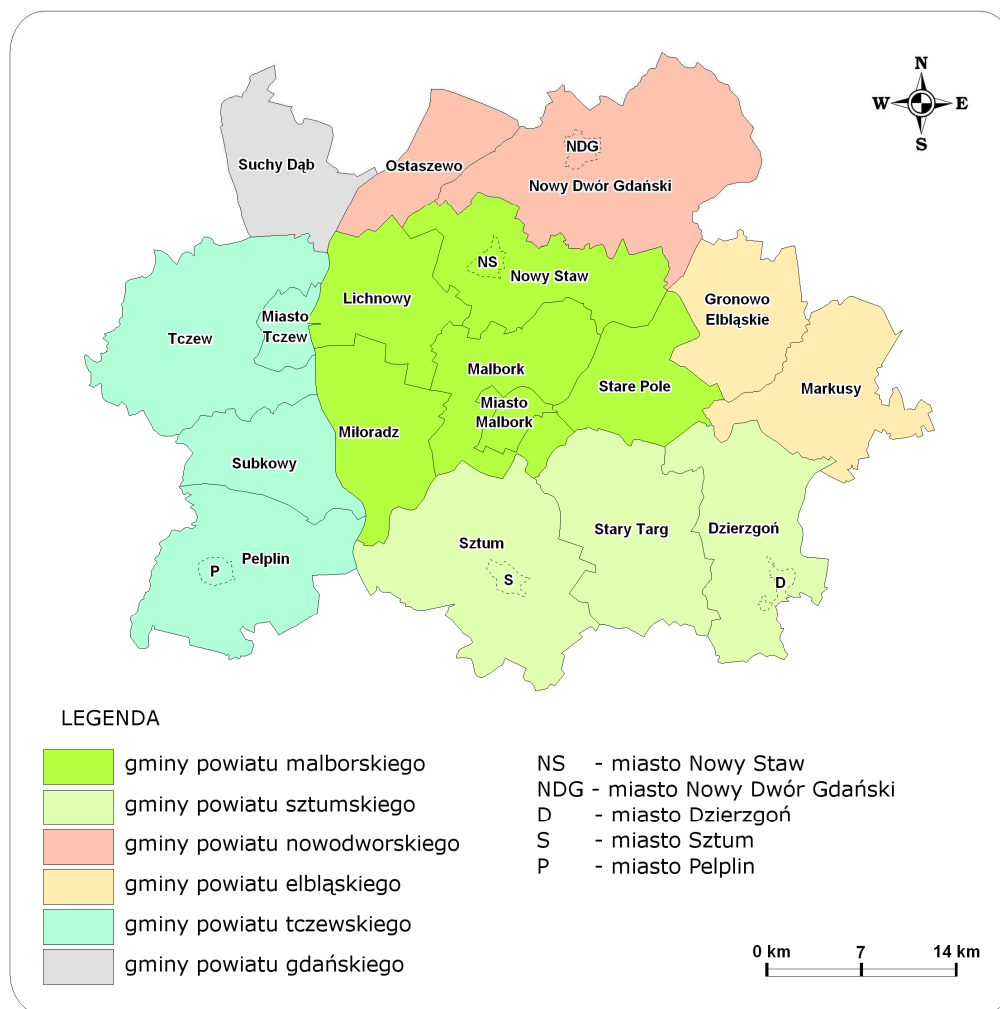 N
W E
S
Suchy Dąb
Ostaszewo
NDG
Nowy Dwór Gdański
NS
Nowy Staw
Lichnowy
Gronowo
Elbląskie
Miasto
Tczew
Tczew
Malbork
Stare Pole
Markusy
Miasto
Malbork
Miłoradz
Subkowy
Stary Targ
Dzierzgoń
Sztum
Pelplin
P
S
D
LEGENDA
gminy powiatu malborskiego
gminy powiatu sztumskiego
gminy powiatu nowodworskiego
gminy powiatu elbląskiego
gminy powiatu tczewskiego
gminy powiatu gdańskiego
NS - miasto Nowy Staw
NDG - miasto Nowy Dwór Gdański
D - miasto Dzierzgoń
S - miasto Sztum
P - miasto Pelplin
0 km 7 14 km